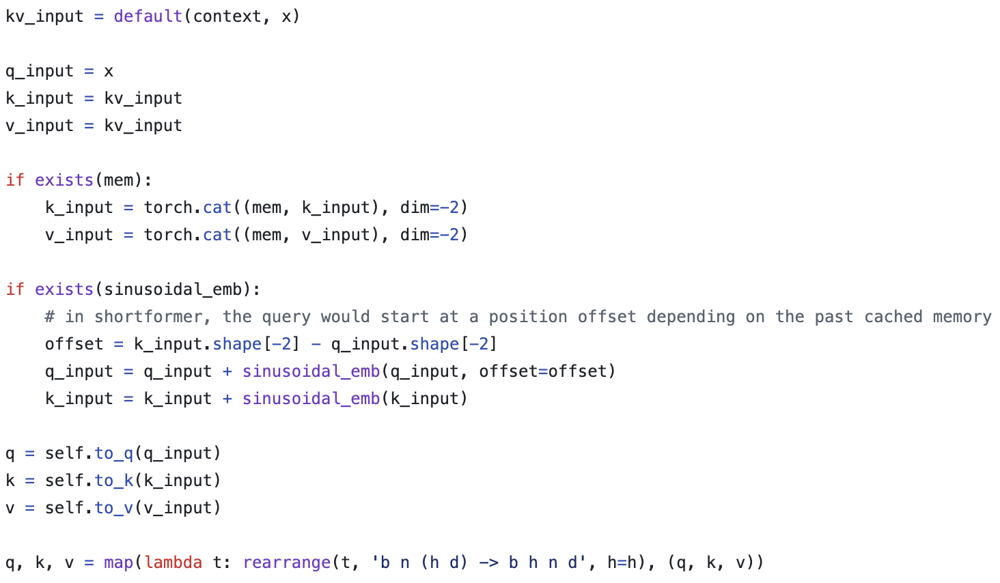 kv_input = default(context, x)

q_input = x
k_input = kv_input
v_input = kv_input

if exists(mem):
    k_input = torch.cat((mem, k_input), dim=-2)
    v_input = torch.cat((mem, v_input), dim=-2)

if exists(sinusoidal_emb):
    # in shortformer, the query would start at a position offset depending on the past cached memory
    offset = k_input.shape[-2] - q_input.shape[-2]
    q_input = q_input + sinusoidal_emb(q_input, offset=offset)
    k_input = k_input + sinusoidal_emb(k_input)

q = self.to_q(q_input)
k = self.to_k(k_input)
v = self.to_v(v_input)

q, k, v = map(lambda t: rearrange(t, 'b n (h d) -> b h n d', h=h), (q, k, v))